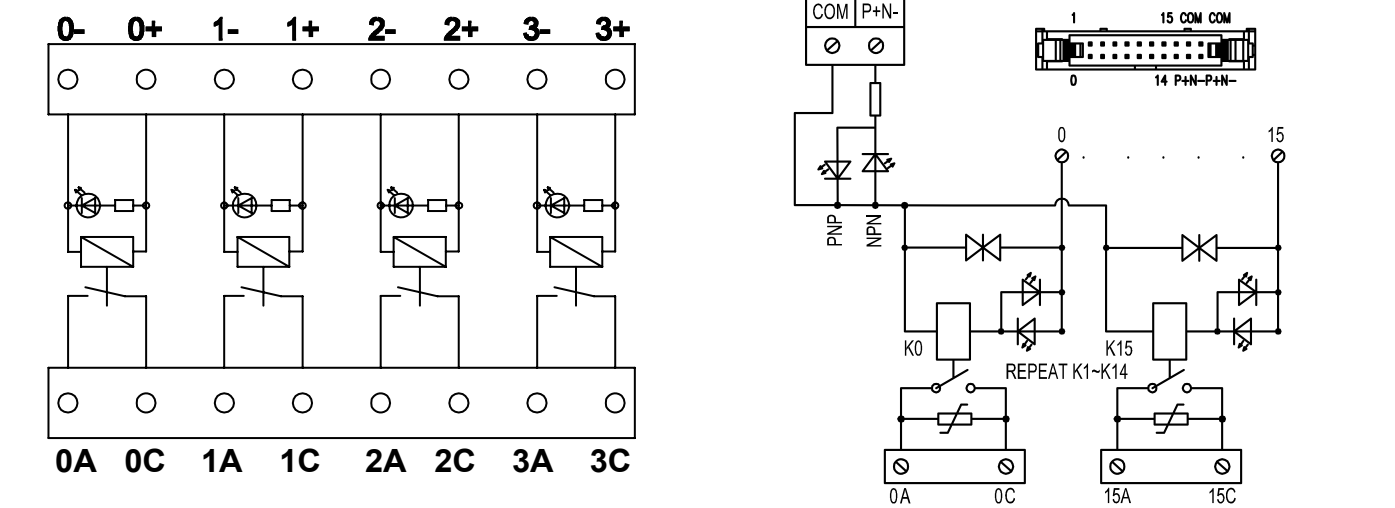 0- 0+ 1- 1+ 2- 2+ 3- 3+
0A 0C 1A 1C 2A 2C 3A 3C
COM P+N-
1 15 COM COM
0 14 P+N-P+N-
0 15
PNP
NPN
K0
K15
REPEAT K1~K14
0A 0C 15A 15C